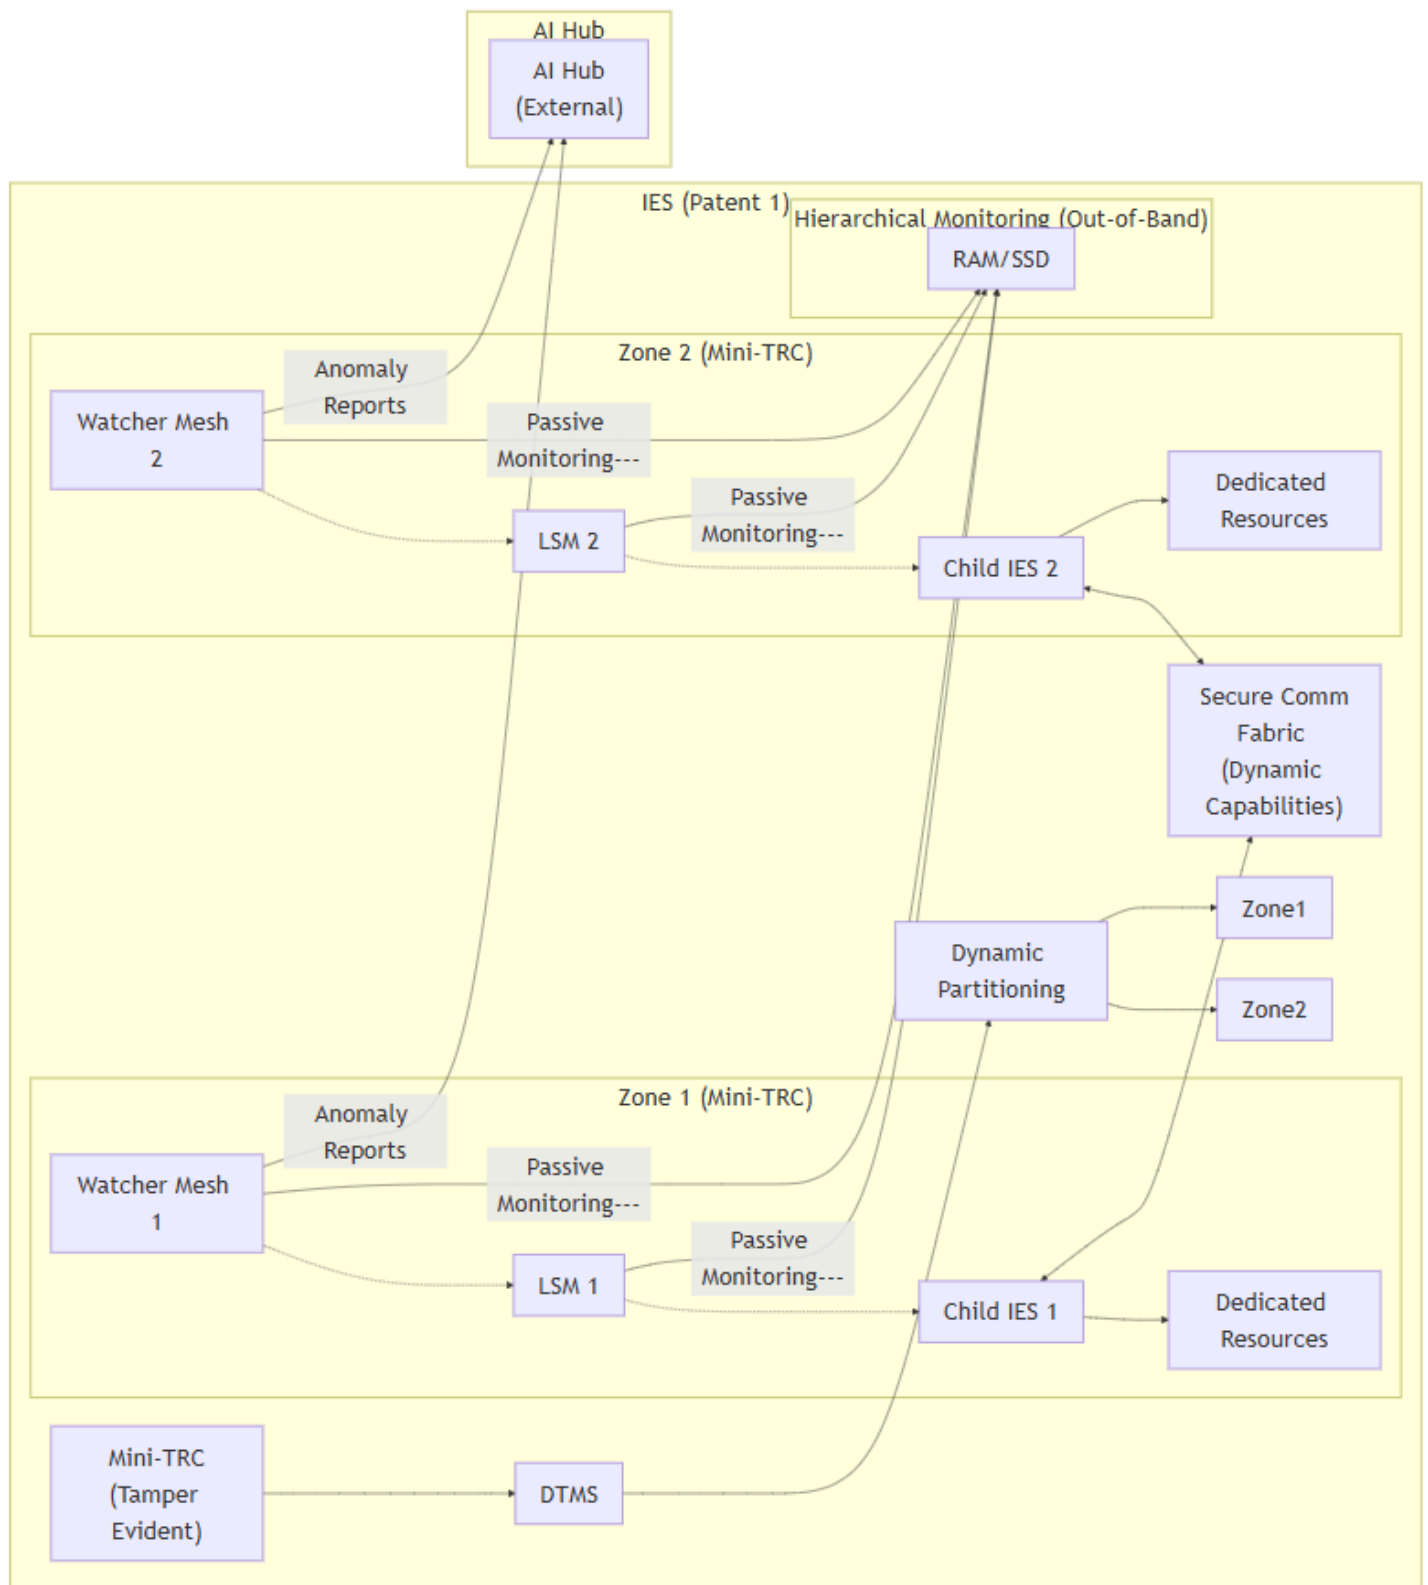 AI Hub
AI Hub
(External)
IES (Patent 1)
Hierarchical Monitoring (Out-of-Band)
RAM/SSD
Zone 2 (Mini-TRC)
Anomaly
Reports
Watcher Mesh
2
Passive
Monitoring---
Passive
Monitoring---
LSM 2
Child IES 2
Dedicated
Resources
Secure Comm
Fabric
(Dynamic
Capabilities)
Zone1
Dynamic
Partitioning
Zone2
Zone 1 (Mini-TRC)
Anomaly
Reports
Watcher Mesh
1
Passive
Monitoring---
Passive
Monitoring---
LSM 1
Child IES 1
Dedicated
Resources
Mini-TRC
(Tamper
Evident)
DTMS